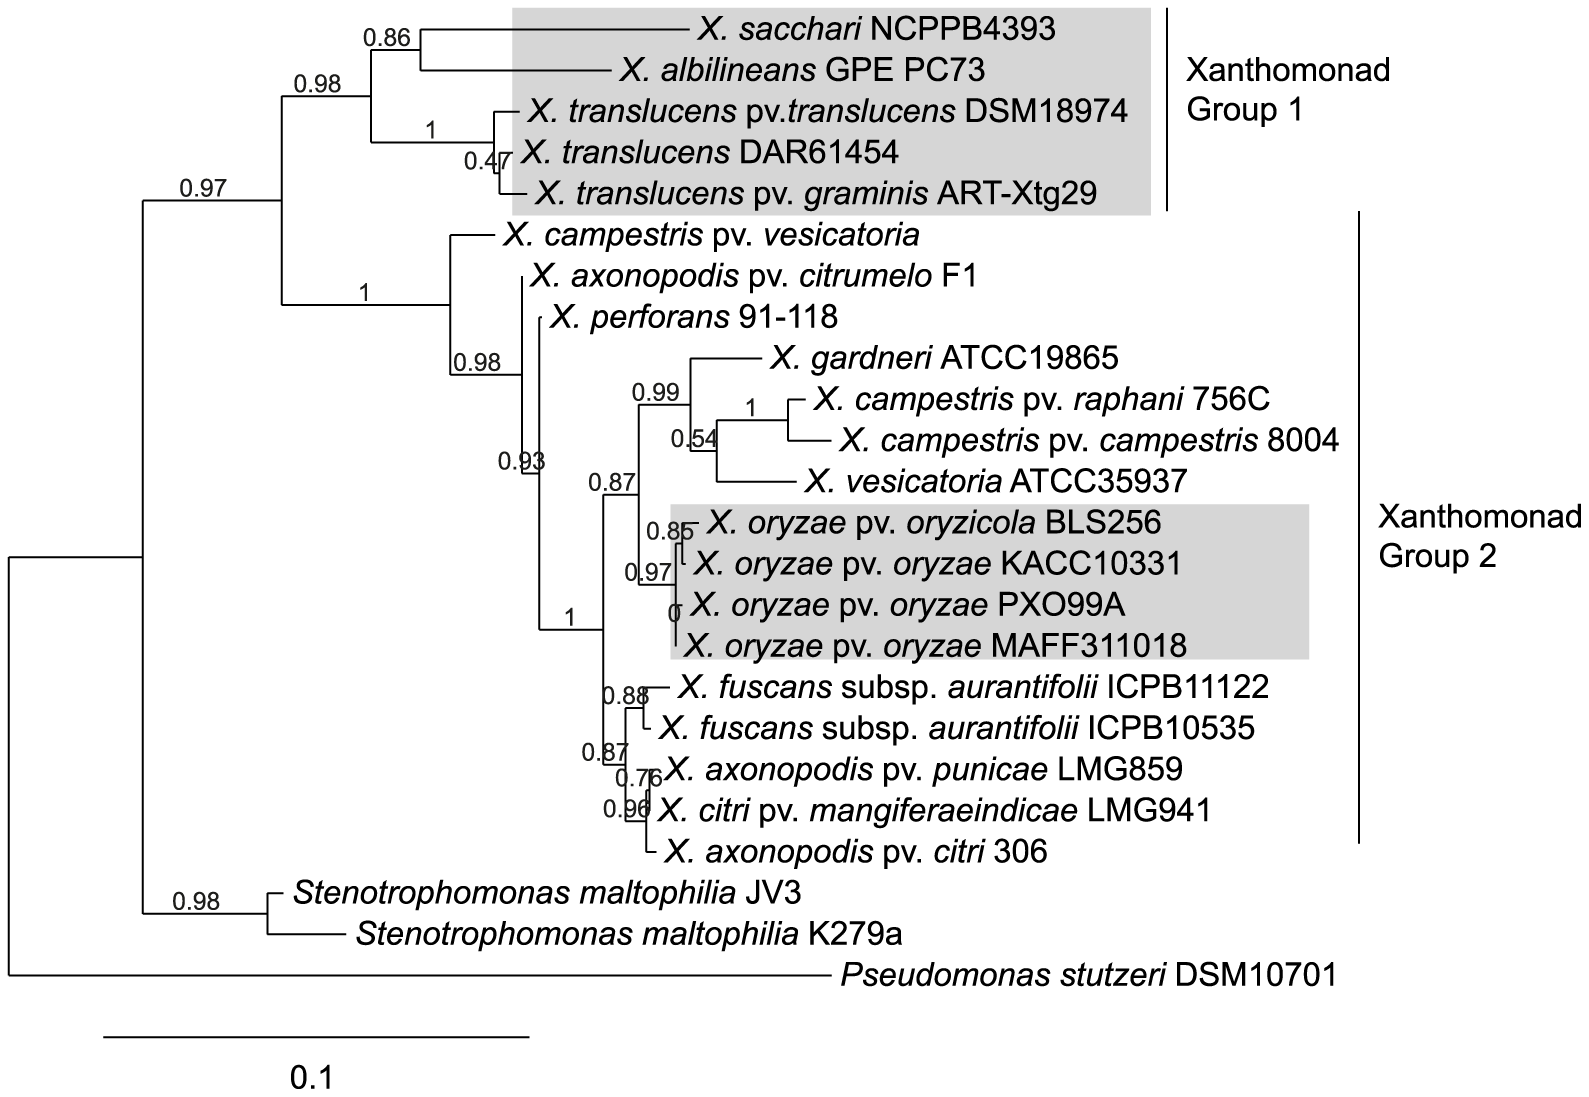 0.86
X. sacchari NCPPB4393
X. albilineans GPE PC73
Xanthomonad
Group 1
0.98
X. translucens pv.translucens DSM18974
1
X. translucens DAR61454
0.47
X. translucens pv. graminis ART-Xtg29
0.97
X. campestris pv. vesicatoria
X. axonopodis pv. citrumelo F1
1
X. perforans 91-118
0.98
X. gardneri ATCC19865
0.99
X. campestris pv. raphani 756C
1
X. campestris pv. campestris 8004
0.54
0.93
X. vesicatoria ATCC35937
0.87
X. oryzae pv. oryzicola BLS256
0.85
Xanthomonad
Group 2
X. oryzae pv. oryzae KACC10331
0.97
X. oryzae pv. oryzae PXO99A
0
1
X. oryzae pv. oryzae MAFF311018
X. fuscans subsp. aurantifolii ICPB11122
0.88
X. fuscans subsp. aurantifolii ICPB10535
0.87
X. axonopodis pv. punicae LMG859
0.76
X. citri pv. mangiferaeindicae LMG941
0.96
X. axonopodis pv. citri 306
Stenotrophomonas maltophilia JV3
0.98
Stenotrophomonas maltophilia K279a
Pseudomonas stutzeri DSM10701
0.1